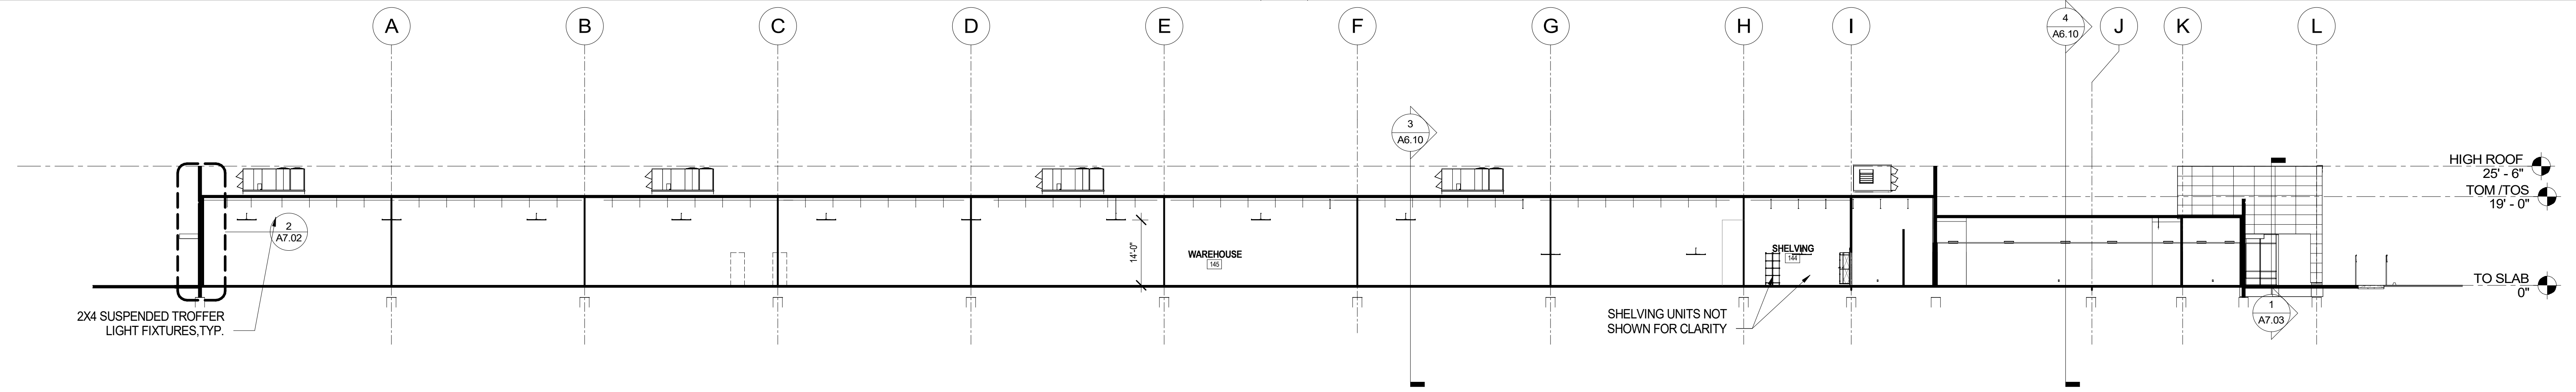 A
B
C
D
E
F
G
H
I
4
A6.10
J
K
L
3
A6.10
HIGH ROOF
25' - 6"
TOM /TOS
19' - 0"
2
A7.02
14'-0"
WAREHOUSE
145
SHELVING
144
TO SLAB
0"
2X4 SUSPENDED TROFFER
LIGHT FIXTURES,TYP.
SHELVING UNITS NOT
SHOWN FOR CLARITY
1
A7.03